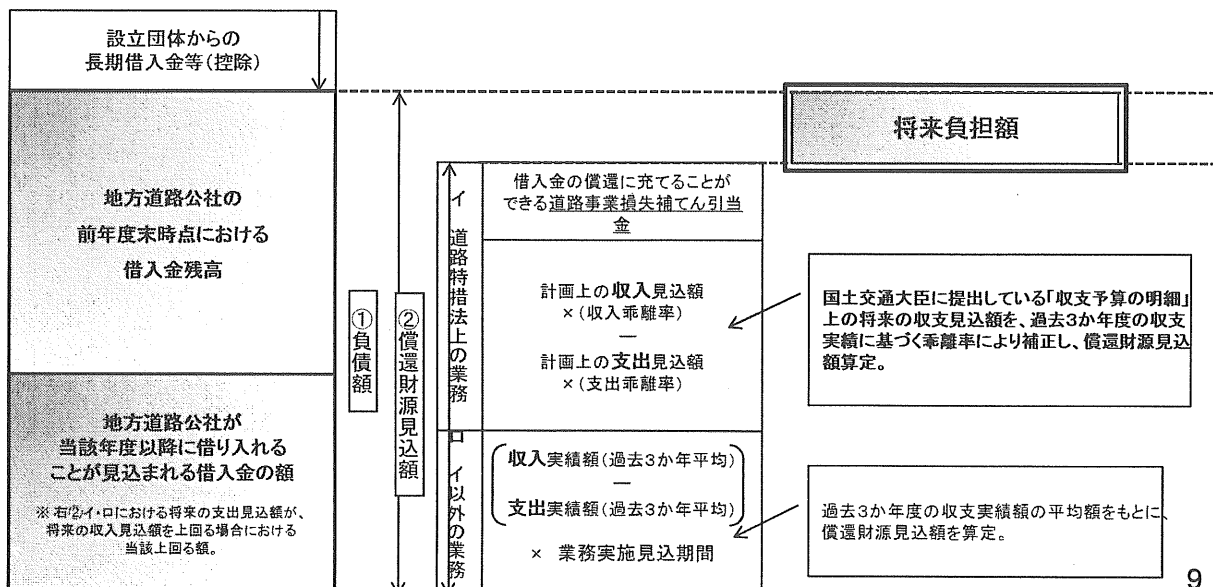 設立団体からの
長期借入金等(控除)
地方道路公社の
前年度末時点における
借入金残高
地方道路公社が
当該年度以降に借り入れる
ことが見込まれる借入金の額
※ 右②イ・ロにおける将来の支出見込額が、
将来の収入見込額を上回る場合における
当該上回る額。
①負債額
②償還財源見込額
イ 道路特措法上の業務
借入金の償還に充てることが
できる道路事業損失補てん引当
金
計画上の収入見込額
×(収入乖離率)
―
計画上の支出見込額
×(支出乖離率)
ロ イ以外の業務
収入実績額(過去3か年平均)
―
支出実績額(過去3か年平均)
× 業務実施見込期間
将来負担額
国土交通大臣に提出している「収支予算の明細」
上の将来の収支見込額を、過去3か年度の収支
実績に基づく乖離率により補正し、償還財源見込
額算定。
過去3か年度の収支実績額の平均額をもとに、
償還財源見込額を算定。
9